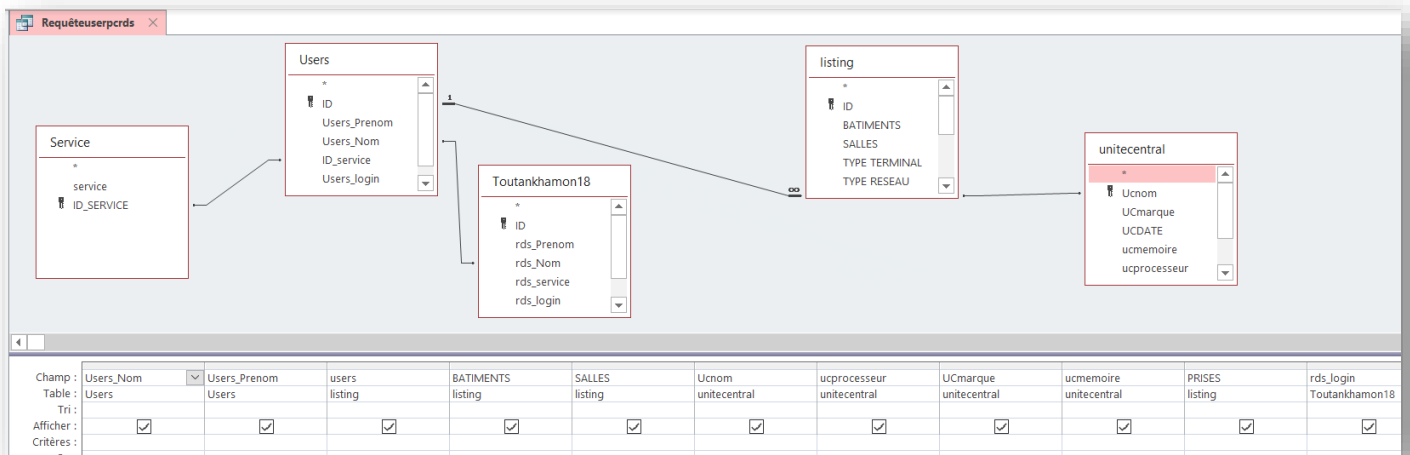 Requêteuserpcrds
Service
*
service
ID_SERVICE
Users
*
ID
Users_Prenom
Users_Nom
ID_service
Users_login
1
∞
Toutankhamon18
*
ID
rds_Prenom
rds_Nom
rds_service
rds_login
listing
*
ID
BATIMENTS
SALLES
TYPE TERMINAL
TYPE RESEAU
unitecentral
*
Ucnom
UCmarque
UCDATE
ucmemoire
ucprocesseur
Champ : Users_Nom Users_Prenom users BATIMENTS SALLES Ucnom ucprocesseur UCmarque ucmemoire PRISES rds_login
Table : Users Users listing listing listing unitecentral unitecentral unitecentral unitecentral listing Toutankhamon18
Tri :
Afficher :
Critères :